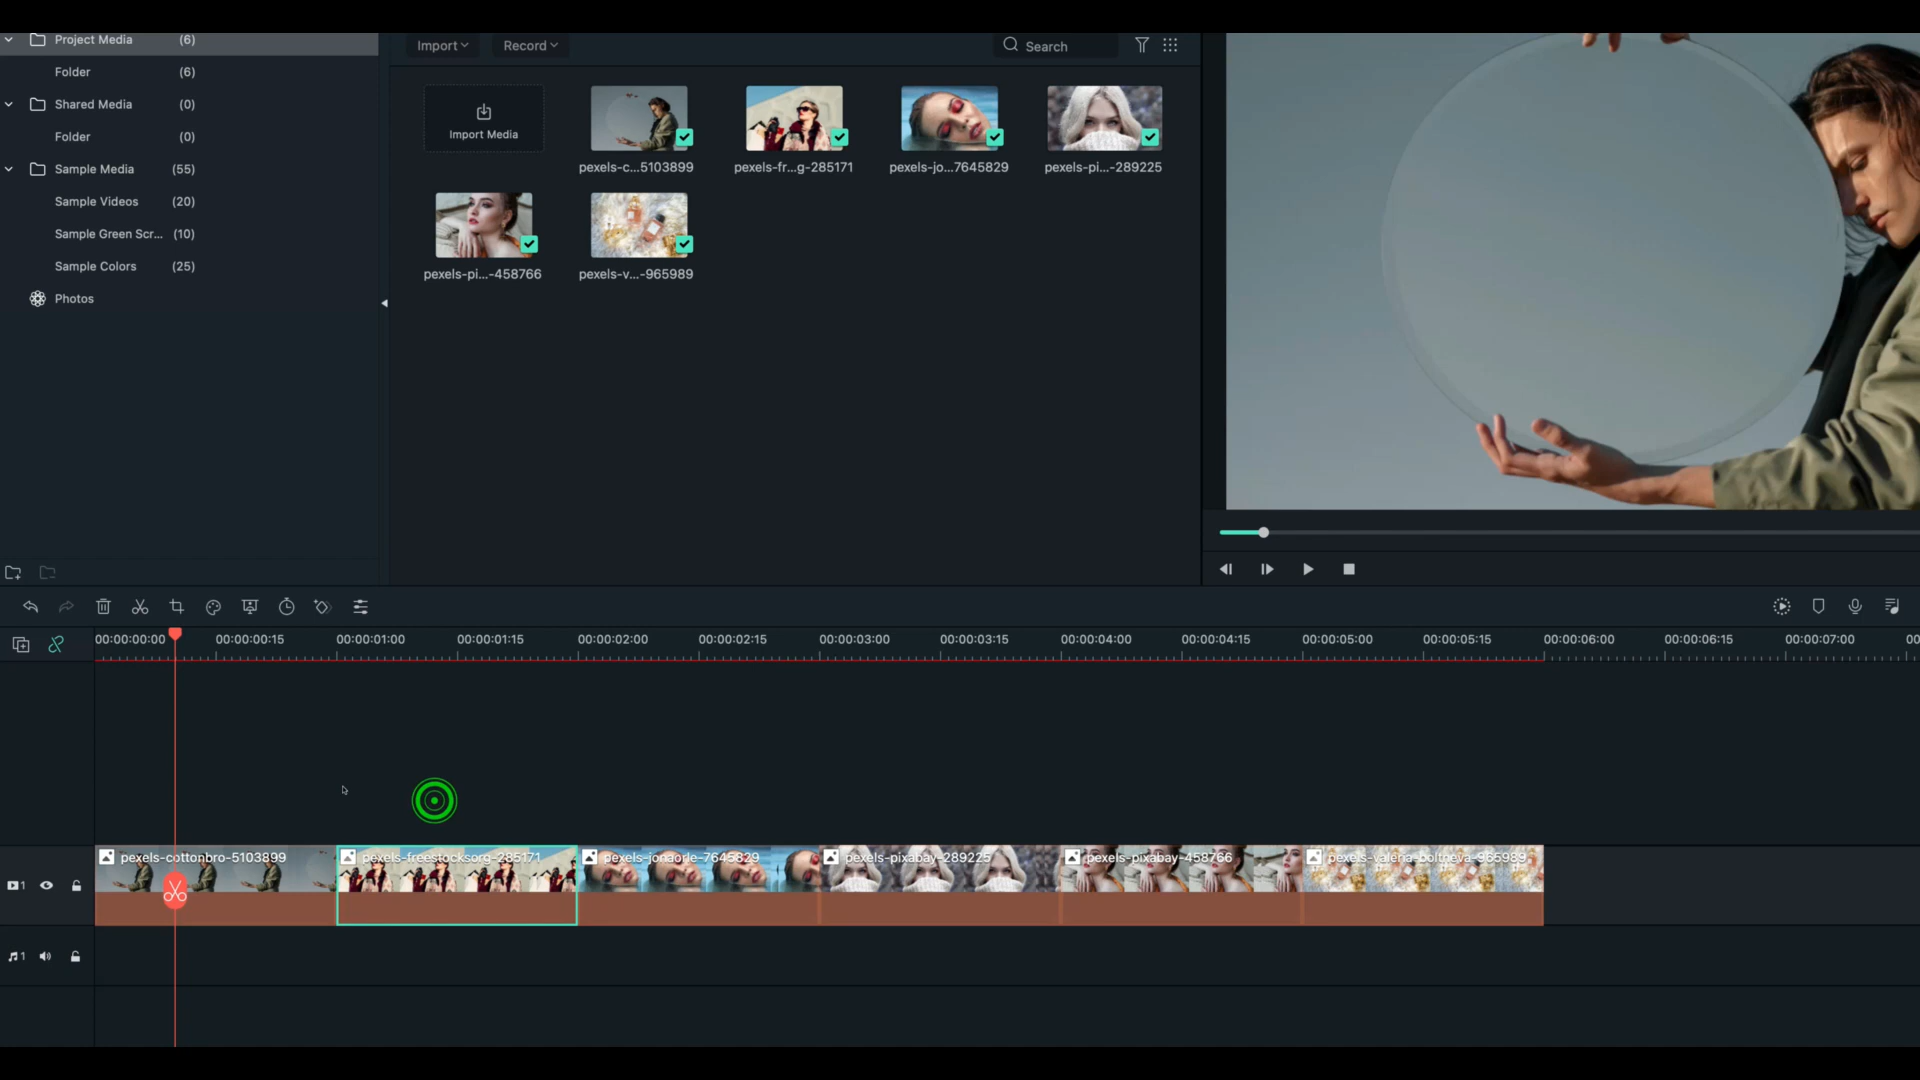 Project Media (6)
Import Record Search
Folder (6)
Shared Media (0)
Folder (0)
Import Media
Sample Media (55)
pexels-c...5103899 pexels-fr...g-285171 pexels-jo...7645829 pexels-pi...-289225
Sample Videos (20)
Sample Green Scr... (10)
Sample Colors (25)
pexels-pi...-458766 pexels-v...-965989
Photos
00:00:00:00 00:00:00:15 00:00:01:00 00:00:01:15 00:00:02:00 00:00:02:15 00:00:03:00 00:00:03:15 00:00:04:00 00:00:04:15 00:00:05:00 00:00:05:15 00:00:06:00 00:00:06:15 00:00:07:00 00
pexels-cottonbro-5103899 pexels-freestocksorg-285171 pexels-jonaorle-7645829 pexels-pixabay-289225 pexels-pixabay-458766 pexels-valeria-boltneva-965989
1
1